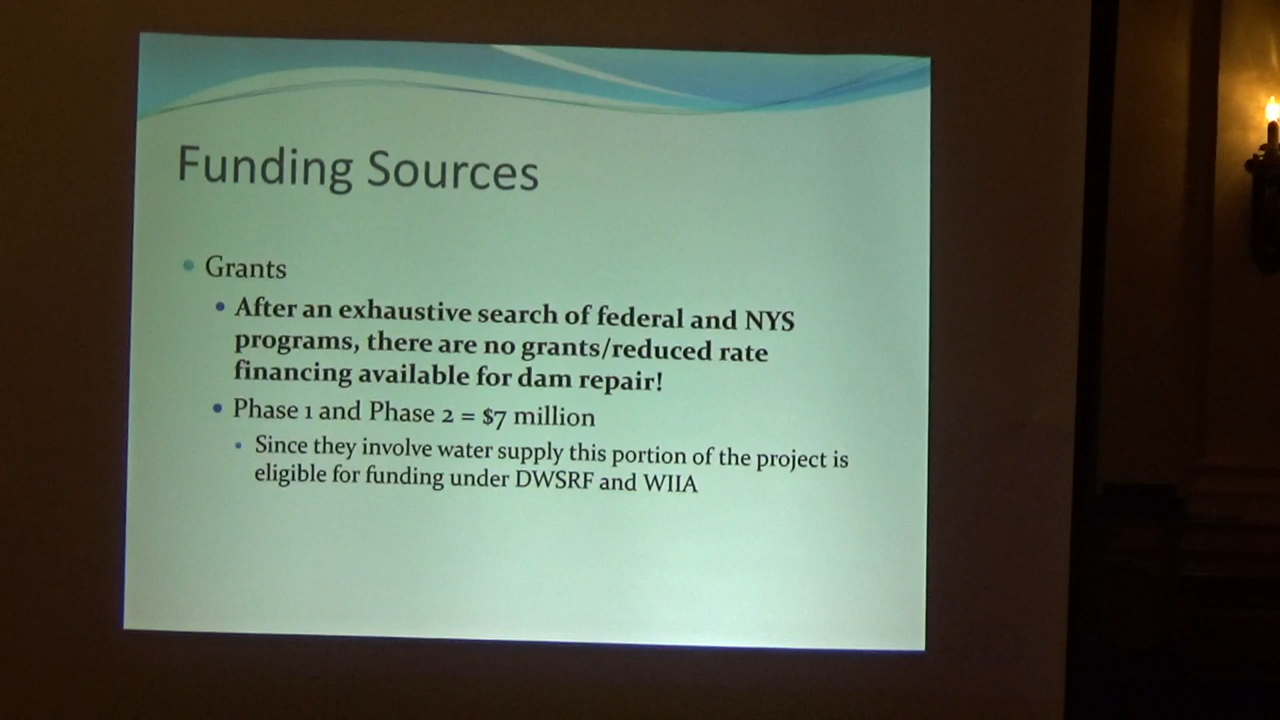 Funding Sources
Grants
After an exhaustive search of federal and NYS
programs, there are no grants/reduced rate
financing available for dam repair!
Phase 1 and Phase 2 = $7 million
Since they involve water supply this portion of the project is
eligible for funding under DWSRF and WIIA